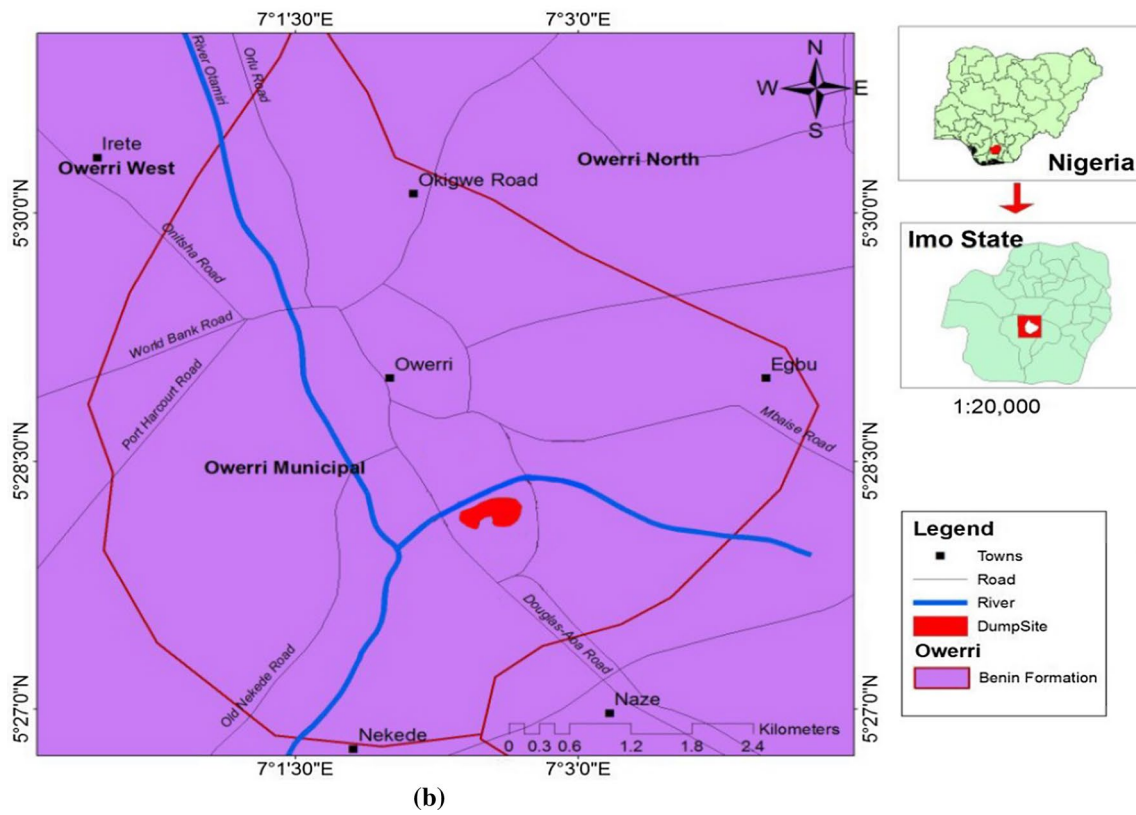 7°1'30"E
7°3'0"E
River Otamiri
Orlu Road
N
W
E
S
Irete
Owerri West
Owerri North
Okigwe Road
5°30'0"N
5°30'0"N
Onitsha Road
World Bank Road
Port Harcourt Road
Owerri
Egbu
Mbaise Road
5°28'30"N
5°28'30"N
Owerri Municipal
Douglas-Aba Road
Old Nekede Road
Naze
Nekede
5°27'0"N
5°27'0"N
Kilometers
0 0.3 0.6 1.2 1.8 2.4
7°1'30"E
7°3'0"E
Nigeria
Imo State
1:20,000
Legend
Towns
Road
River
DumpSite
Owerri
Benin Formation
(b)